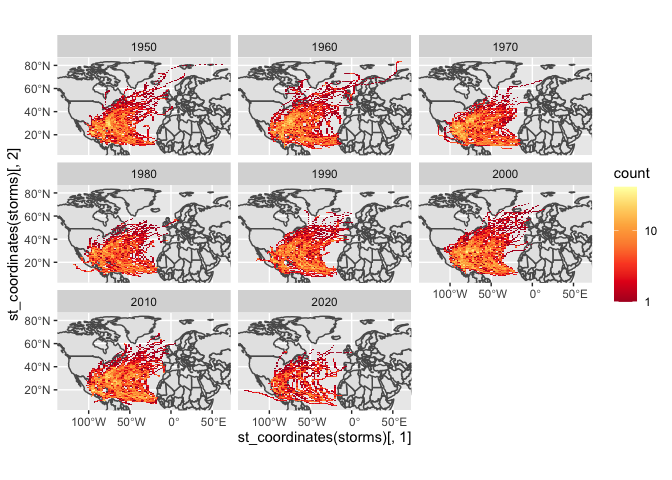 1950
1960
1970
80°N
60°N
40°N
20°N
1980
1990
2000
80°N
60°N
40°N
20°N
100°W
50°W
0°
50°E
2010
2020
80°N
60°N
40°N
20°N
100°W
50°W
0°
50°E
100°W
50°W
0°
50°E
st_coordinates(storms)[, 1]
st_coordinates(storms)[, 2]
count
10
1